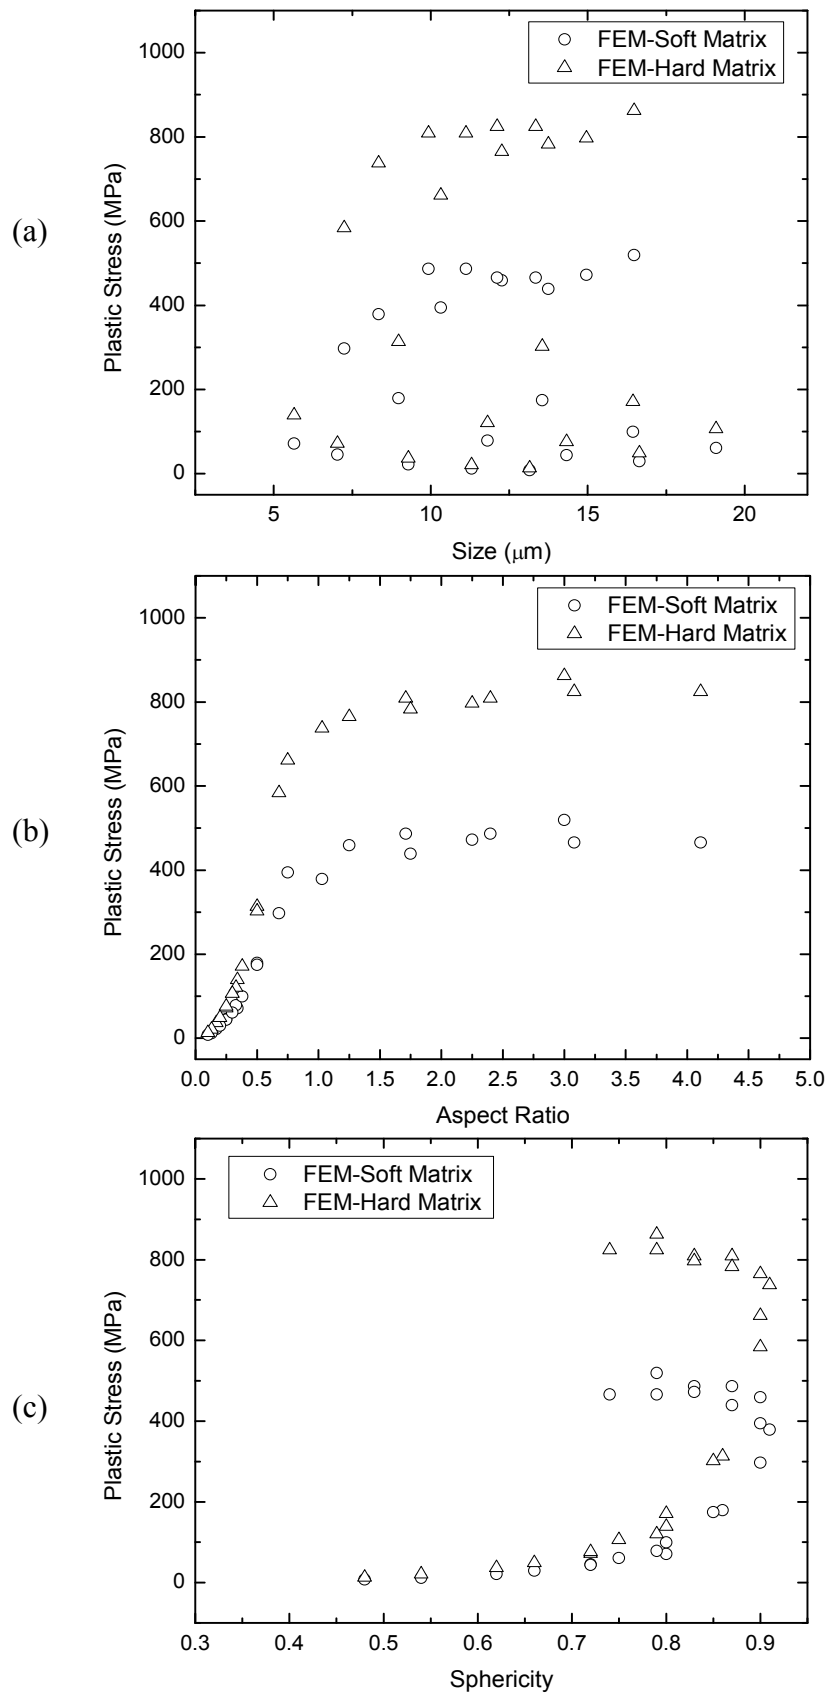 (a)
1000
800
600
400
200
0
Plastic Stress (MPa)
FEM-Soft Matrix
FEM-Hard Matrix
5 10 15 20
Size (μm)
(b)
1000
800
600
400
200
0
Plastic Stress (MPa)
FEM-Soft Matrix
FEM-Hard Matrix
0.0 0.5 1.0 1.5 2.0 2.5 3.0 3.5 4.0 4.5 5.0
Aspect Ratio
(c)
1000
800
600
400
200
0
Plastic Stress (MPa)
FEM-Soft Matrix
FEM-Hard Matrix
0.3 0.4 0.5 0.6 0.7 0.8 0.9
Sphericity